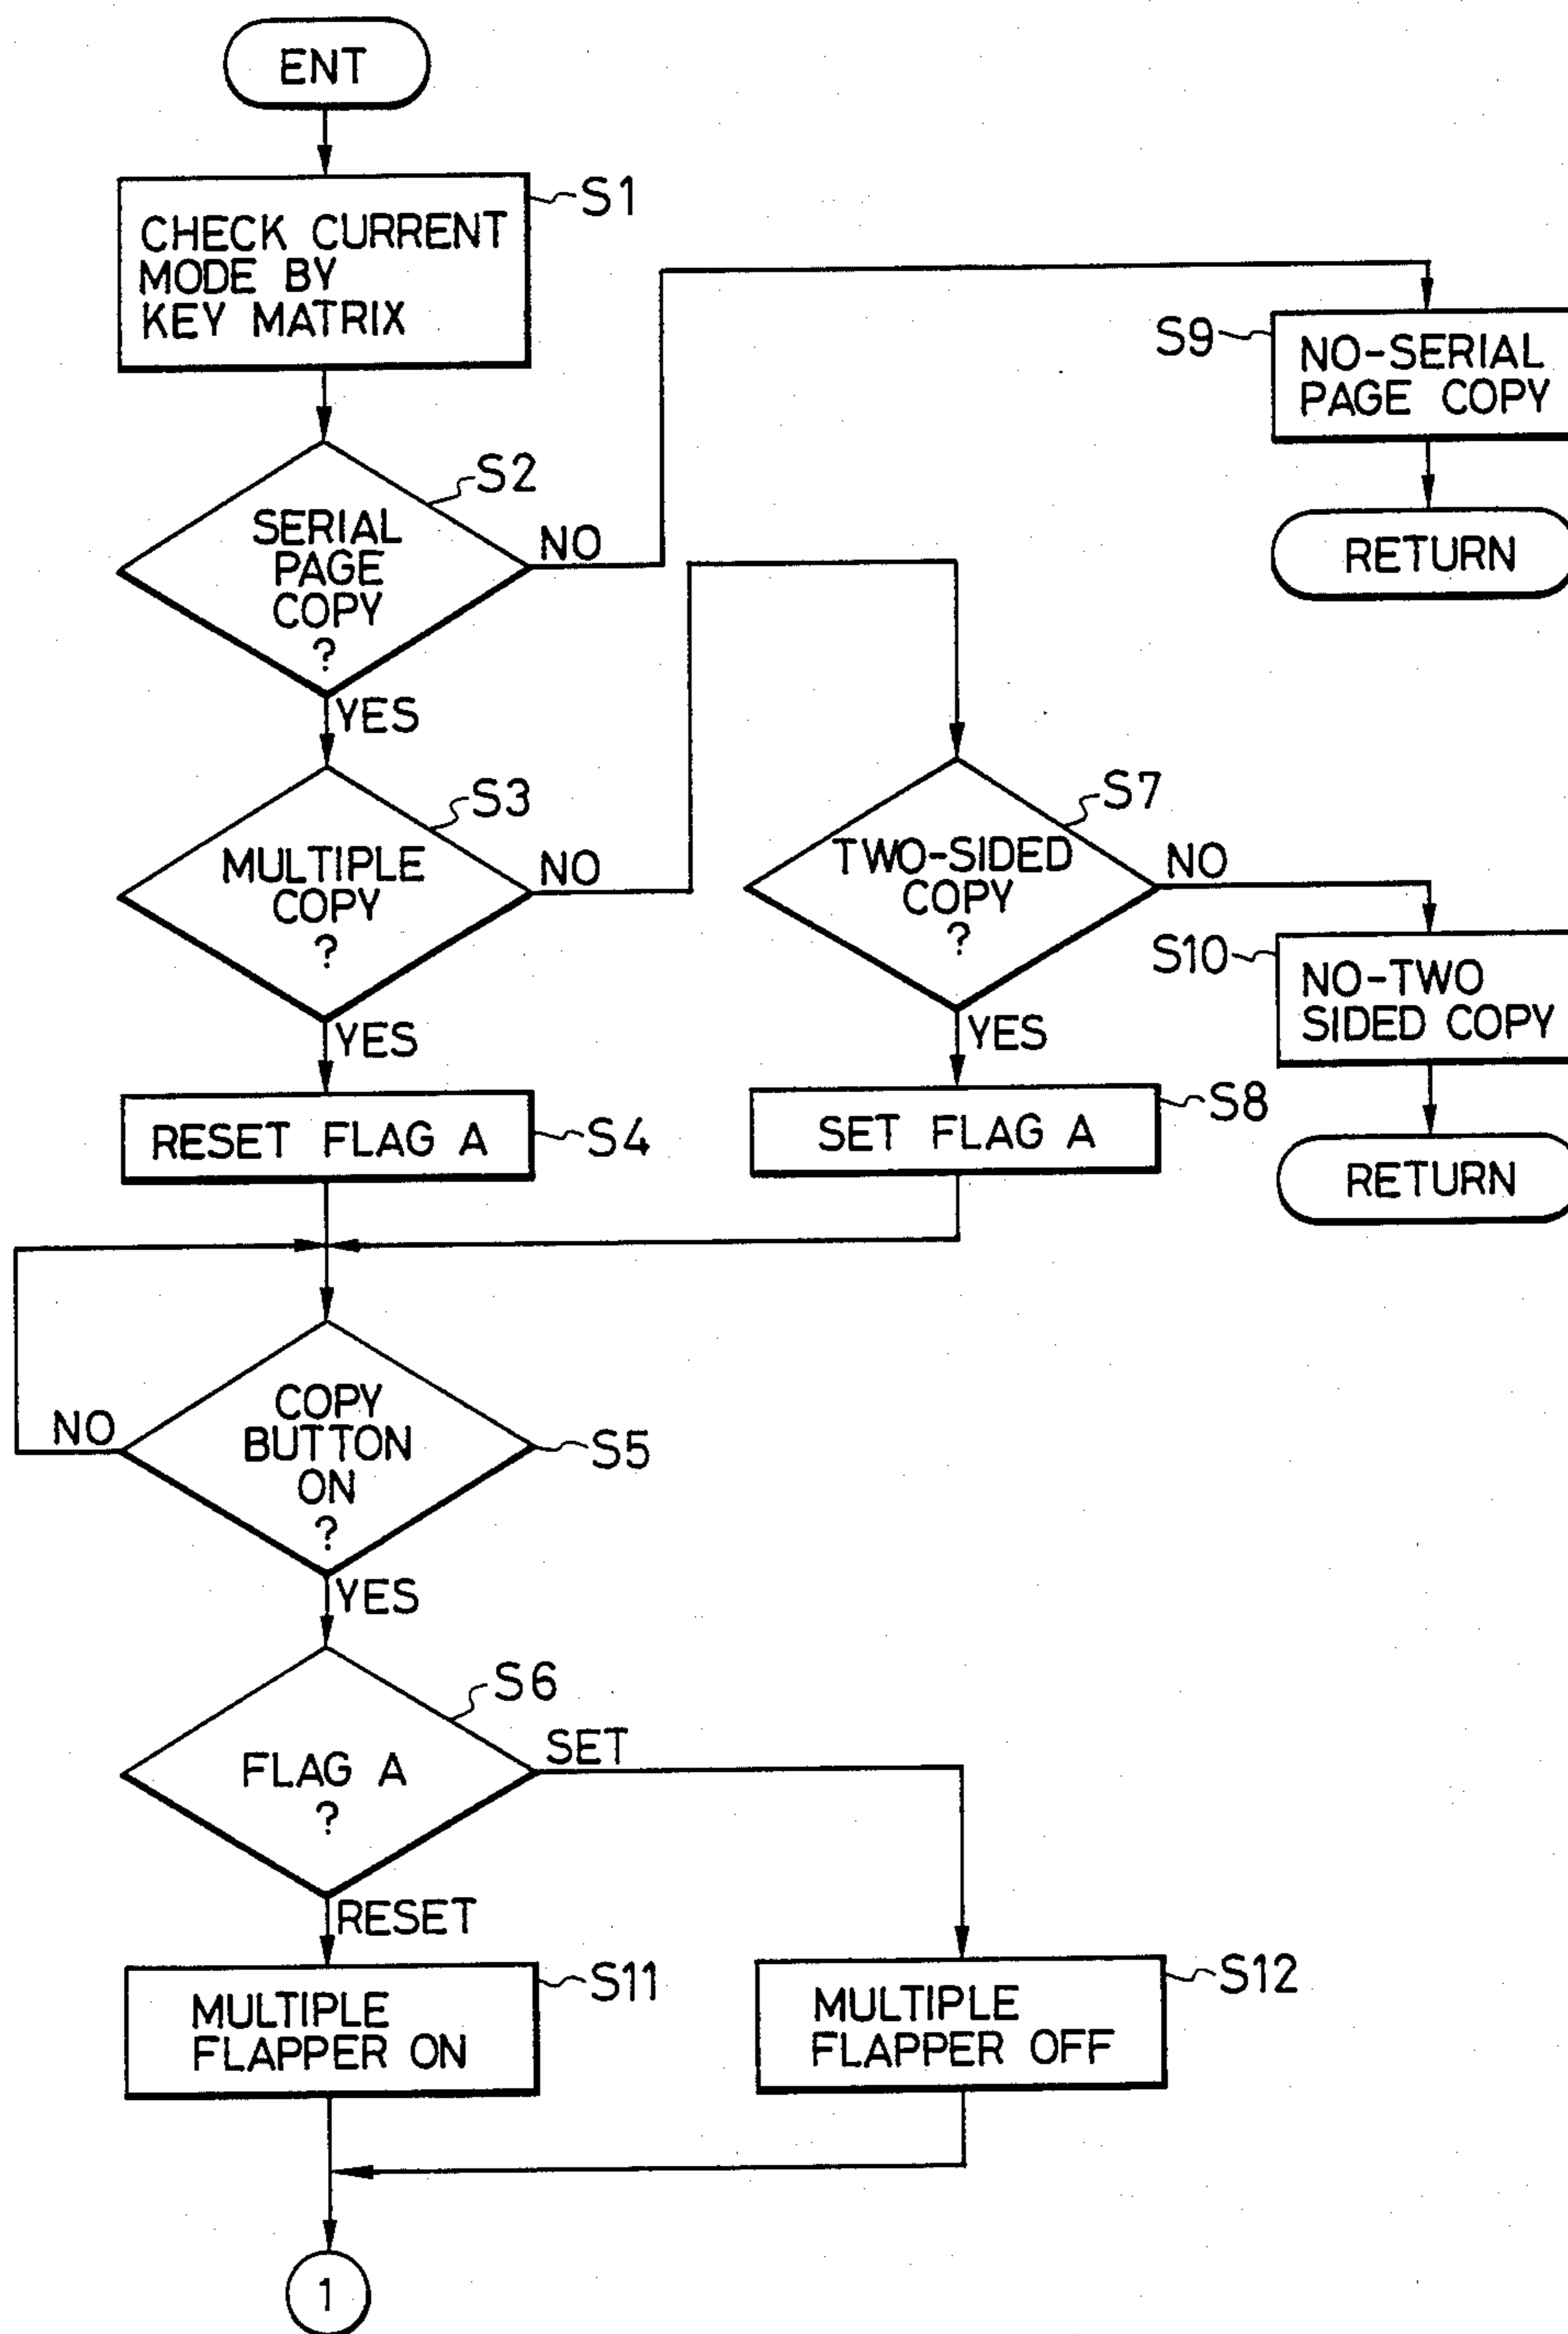 ENT
S1
CHECK CURRENT
MODE BY
KEY MATRIX
S9
NO-SERIAL
PAGE COPY
RETURN
S2
SERIAL
PAGE
COPY
?
NO
YES
S3
MULTIPLE
COPY
?
NO
YES
S7
TWO-SIDED
COPY
?
NO
YES
S10
NO-TWO
SIDED COPY
RETURN
RESET FLAG A
S4
SET FLAG A
S8
COPY
BUTTON
ON
?
NO
S5
YES
S6
FLAG A
?
SET
RESET
MULTIPLE
FLAPPER ON
S11
MULTIPLE
FLAPPER OFF
S12
1